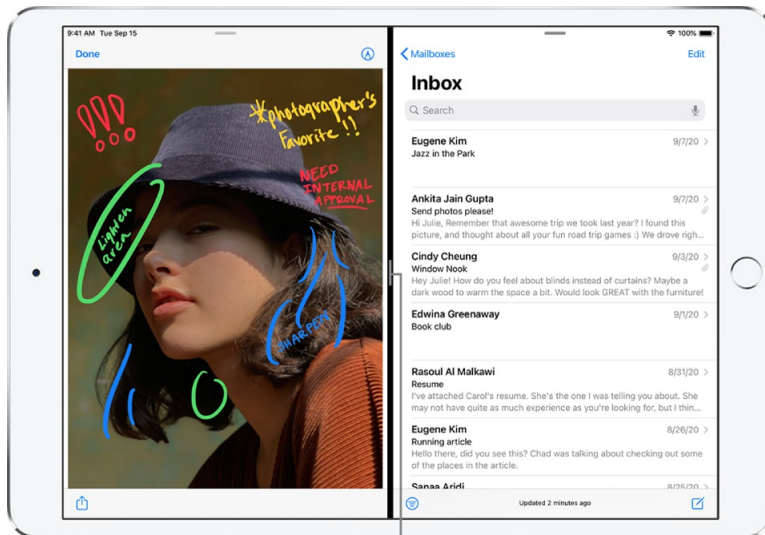 9:41 AM Tue Sep 15
100%
Done
!!!
*photographer's
Favorite!!
NEED
INTERNAL
APPROVAL
Lighten
area
SHARPEN
Mailboxes
Edit
Inbox
Search
Eugene Kim
9/7/20
Jazz in the Park
Ankita Jain Gupta
9/7/20
Send photos please!
Hi Julie, Remember that awesome trip we took last year? I found this
picture, and thought about all your fun road trip games :) We drove righ...
Cindy Cheung
9/3/20
Window Nook
Hey Julie! How do you feel about blinds instead of curtains? Maybe a
dark wood to warm the space a bit. Would look GREAT with the furniture!
Edwina Greenaway
9/1/20
Book club
Rasoul Al Malkawi
8/31/20
Resume
I've attached Carol's resume. She's the one I was telling you about. She
may not have quite as much experience as you're looking for, but I thin...
Eugene Kim
8/26/20
Running article
Hello there, did you see this? Chad was talking about checking out some
of the places in the article.
Sanaa Aridi
8/25/20
Updated 2 minutes ago